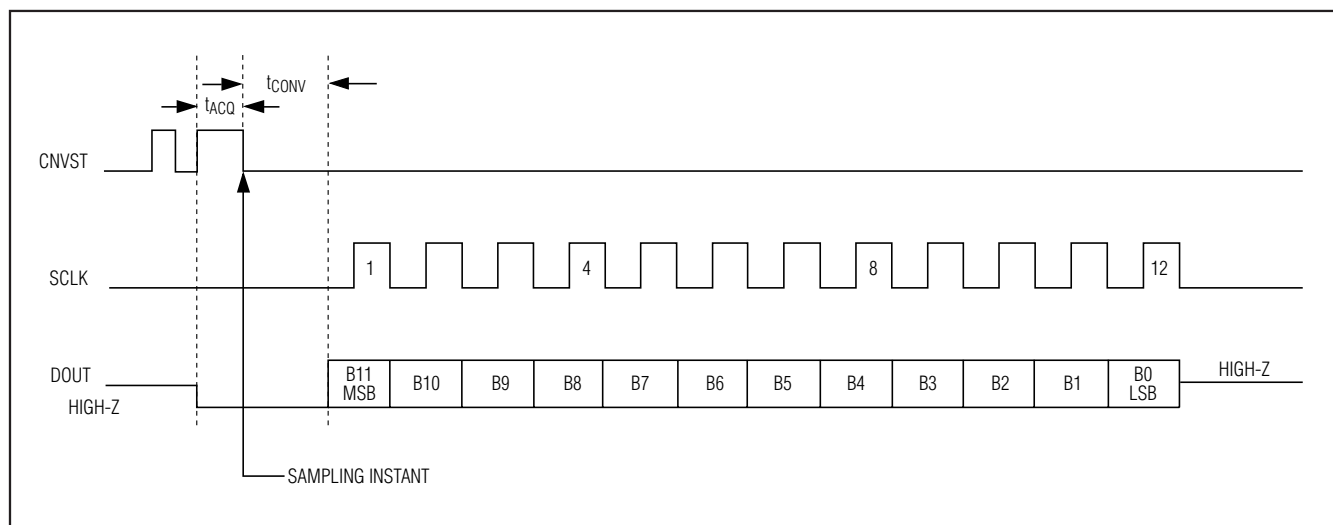 tCONV
tACQ
CNVST
SCLK
1
4
8
12
DOUT
HIGH-Z
B11
MSB
B10
B9
B8
B7
B6
B5
B4
B3
B2
B1
B0
LSB
HIGH-Z
SAMPLING INSTANT